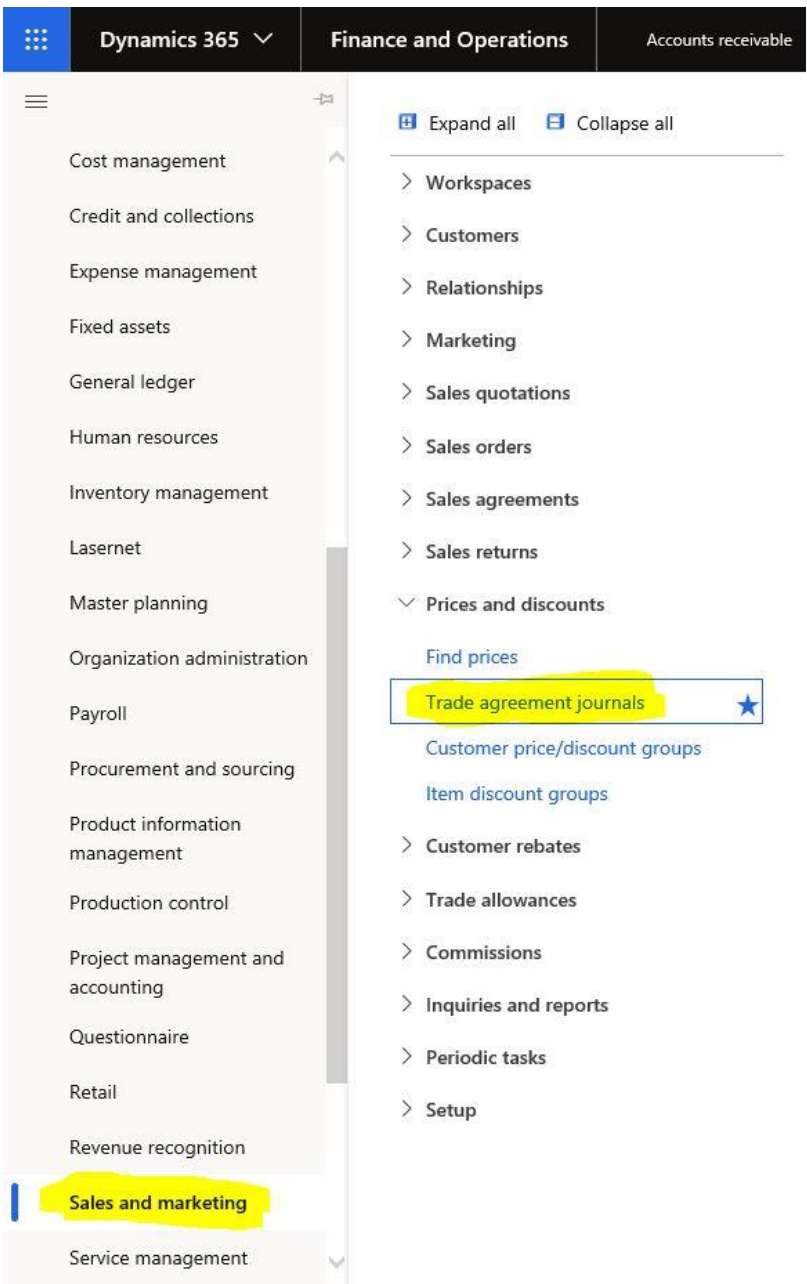 Dynamics 365
Finance and Operations
Accounts receivable
Cost management
Credit and collections
Expense management
Fixed assets
General ledger
Human resources
Inventory management
Lasernet
Master planning
Organization administration
Payroll
Procurement and sourcing
Product information
management
Production control
Project management and
accounting
Questionnaire
Retail
Revenue recognition
Sales and marketing
Service management
Expand all
Collapse all
Workspaces
Customers
Relationships
Marketing
Sales quotations
Sales orders
Sales agreements
Sales returns
Prices and discounts
Find prices
Trade agreement journals
Customer price/discount groups
Item discount groups
Customer rebates
Trade allowances
Commissions
Inquiries and reports
Periodic tasks
Setup